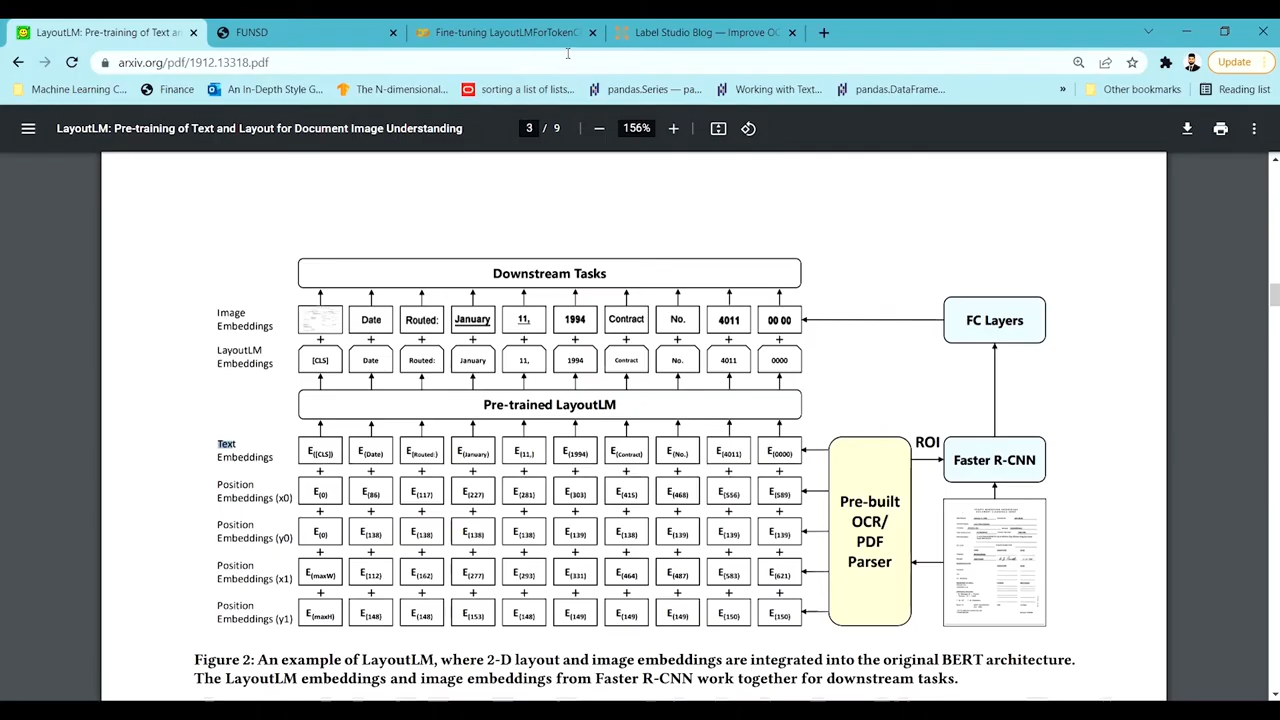 LayoutLM: Pre-training of Text an
FUNSD
Fine-tuning LayoutLMForTokenC
Label Studio Blog — Improve OC
arxiv.org/pdf/1912.13318.pdf
Update
Machine Learning C...
Finance
An In-Depth Style G...
The N-dimensional...
sorting a list of lists...
pandas.Series — pa...
Working with Text...
pandas.DataFrame...
»
Other bookmarks
Reading list
LayoutLM: Pre-training of Text and Layout for Document Image Understanding
3 / 9
156%
Downstream Tasks
Image Embeddings
Date Routed: January 11, 1994 Contract No. 4011 00 00
FC Layers
LayoutLM Embeddings
[CLS] Date Routed: January 11, 1994 Contract No. 4011 0000
Pre-trained LayoutLM
Text Embeddings
E([CLS]) E(Date) E(Routed:) E(January) E(11,) E(1994) E(Contract) E(No.) E(4011) E(0000)
ROI
Faster R-CNN
Position Embeddings (x0)
E(0) E(86) E(117) E(227) E(281) E(303) E(415) E(468) E(556) E(589)
Position Embeddings (y0)
E(0) E(138) E(138) E(138) E(138) E(139) E(138) E(139) E(139) E(139)
Position Embeddings (x1)
E(maxW) E(112) E(162) E(277) E(293) E(331) E(464) E(487) E(583) E(621)
Position Embeddings (y1)
E(maxH) E(148) E(148) E(153) E(148) E(149) E(149) E(149) E(150) E(150)
Pre-built
OCR/
PDF
Parser
Figure 2: An example of LayoutLM, where 2-D layout and image embeddings are integrated into the original BERT architecture.
The LayoutLM embeddings and image embeddings from Faster R-CNN work together for downstream tasks.